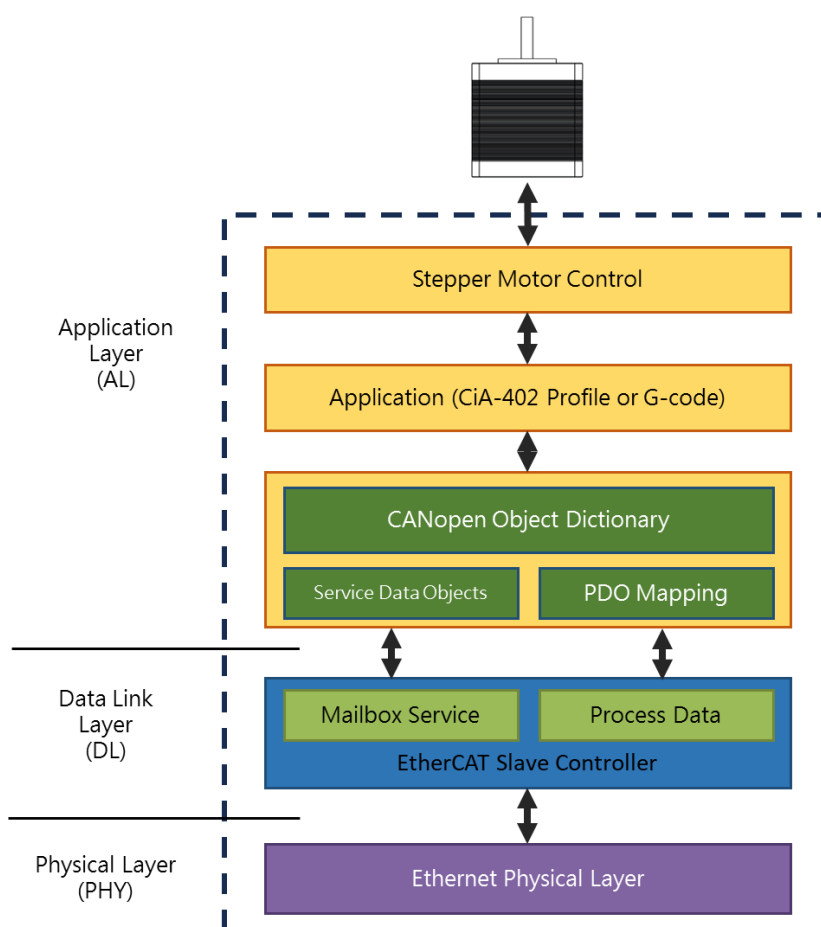 Stepper Motor Control
Application
Layer
(AL)
Application (CiA-402 Profile or G-code)
CANopen Object Dictionary
Service Data Objects
PDO Mapping
Data Link
Layer
(DL)
Mailbox Service
Process Data
EtherCAT Slave Controller
Physical Layer
(PHY)
Ethernet Physical Layer